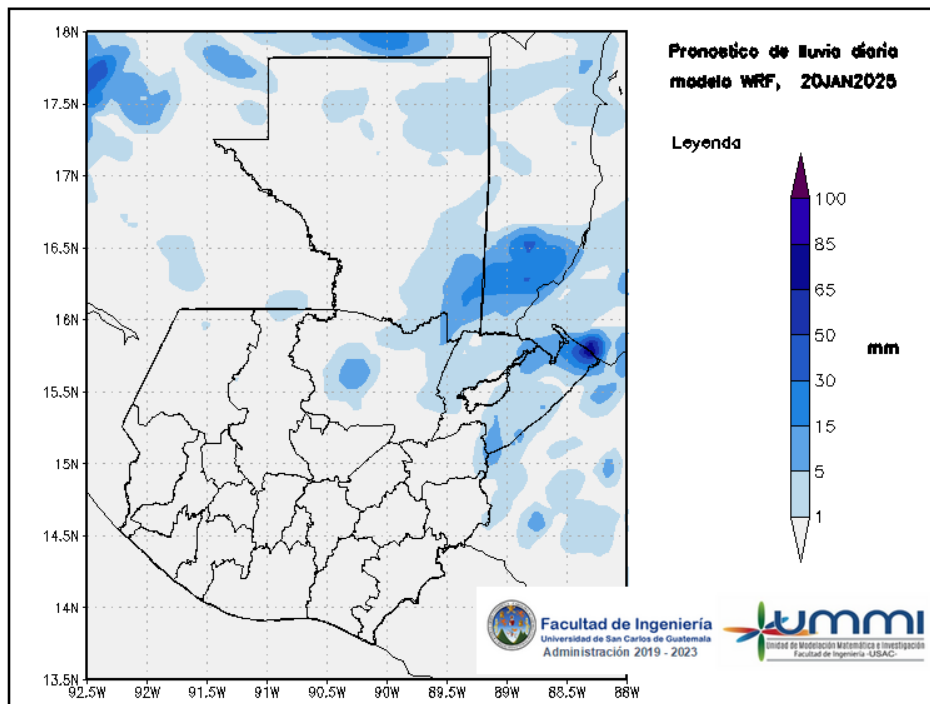 18N
17.5N
17N
16.5N
16N
15.5N
15N
14.5N
14N
13.5N
92.5W
92W
91.5W
91W
90.5W
90W
89.5W
89W
88.5W
88W
Pronostico de lluvia diaria
modelo WRF, 20JAN2025
Leyenda
100
85
65
50
30
15
5
1
mm
Facultad de Ingeniería
Universidad de San Carlos de Guatemala
Administración 2019 - 2023
ummi
Unidad de Modelación Matemática e Investigación
Facultad de Ingeniería -USAC-